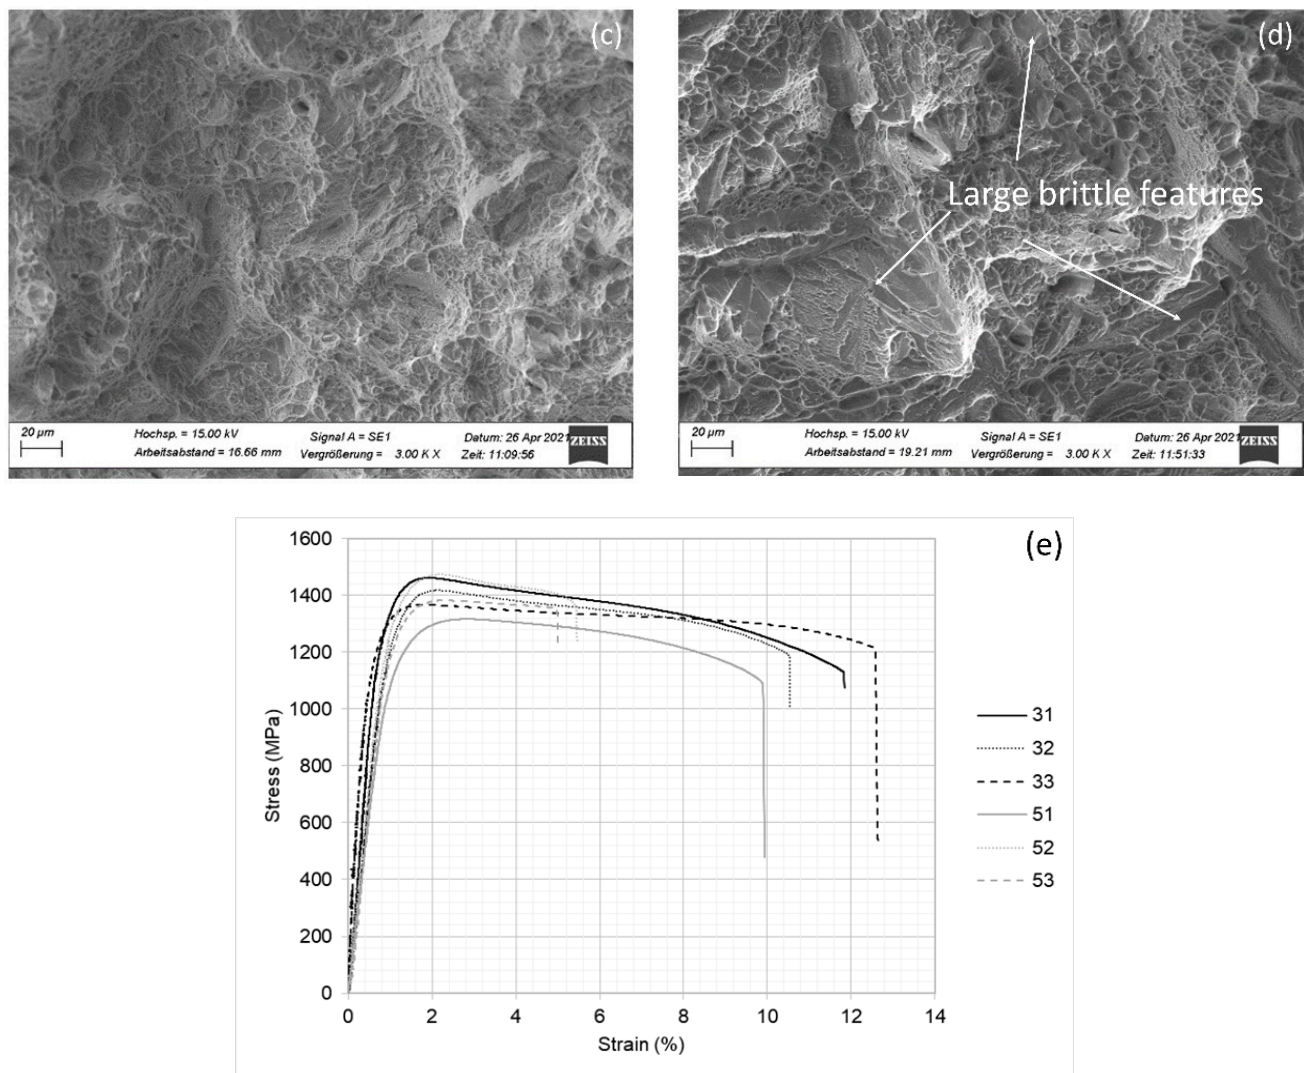 (c)
20 µm
Hochsp. = 15.00 kV
Signal A = SE1
Datum: 26 Apr 2021
ZEISS
Arbeitsabstand = 16.66 mm
Vergrößerung = 3.00 K X
Zeit: 11:09:56
(d)
Large brittle features
20 µm
Hochsp. = 15.00 kV
Signal A = SE1
Datum: 26 Apr 2021
ZEISS
Arbeitsabstand = 19.21 mm
Vergrößerung = 3.00 K X
Zeit: 11:51:33
(e)
1600
1400
1200
1000
800
600
400
200
0
Stress (MPa)
0 2 4 6 8 10 12 14
Strain (%)
31
32
33
51
52
53